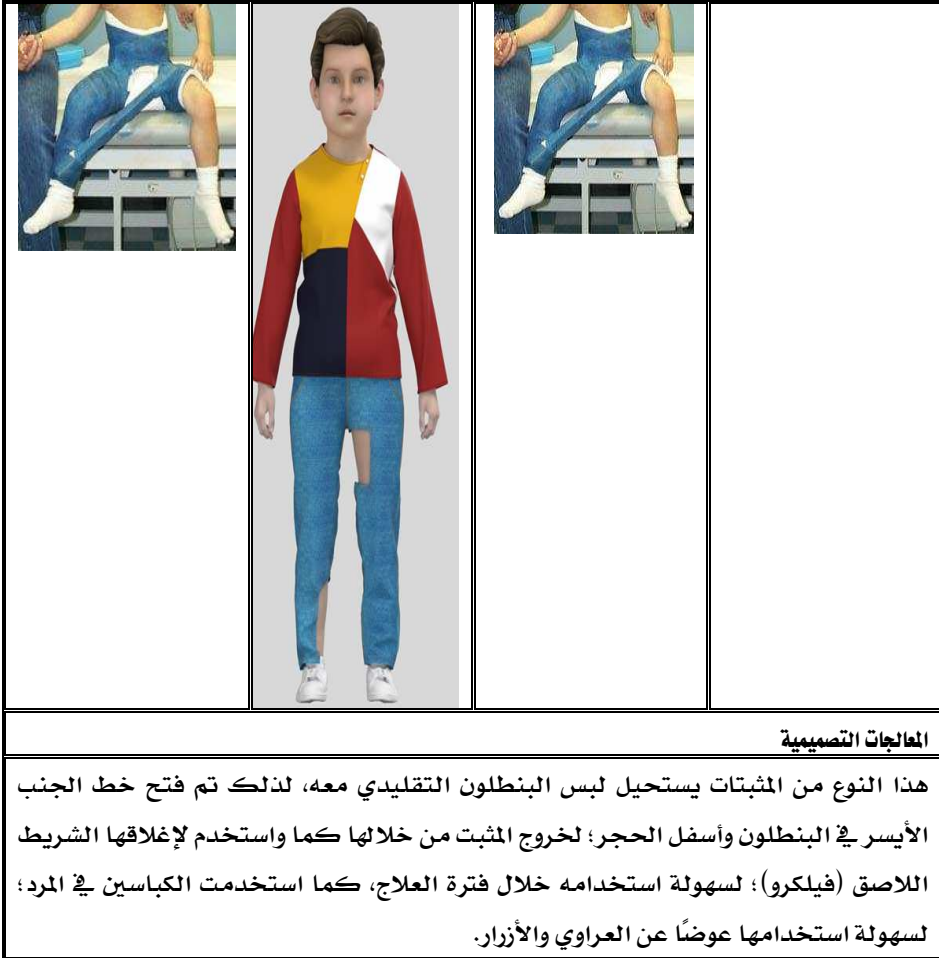 المعالجات التصميمية
هذا النوع من المثبتات يستحيل لبس البنطلون التقليدي معه، لذلك تم فتح خط الجنب
الأيسر في البنطلون وأسفل الحجر؛ لخروج المثبت من خلالها كما واستخدم لإغلاقها الشريط
اللاصق (فيلكرو)؛ لسهولة استخدامه خلال فترة العلاج، كما استخدمت الكباسين في المرد؛
لسهولة استخدامها عوضًا عن العراوي والأزرار.